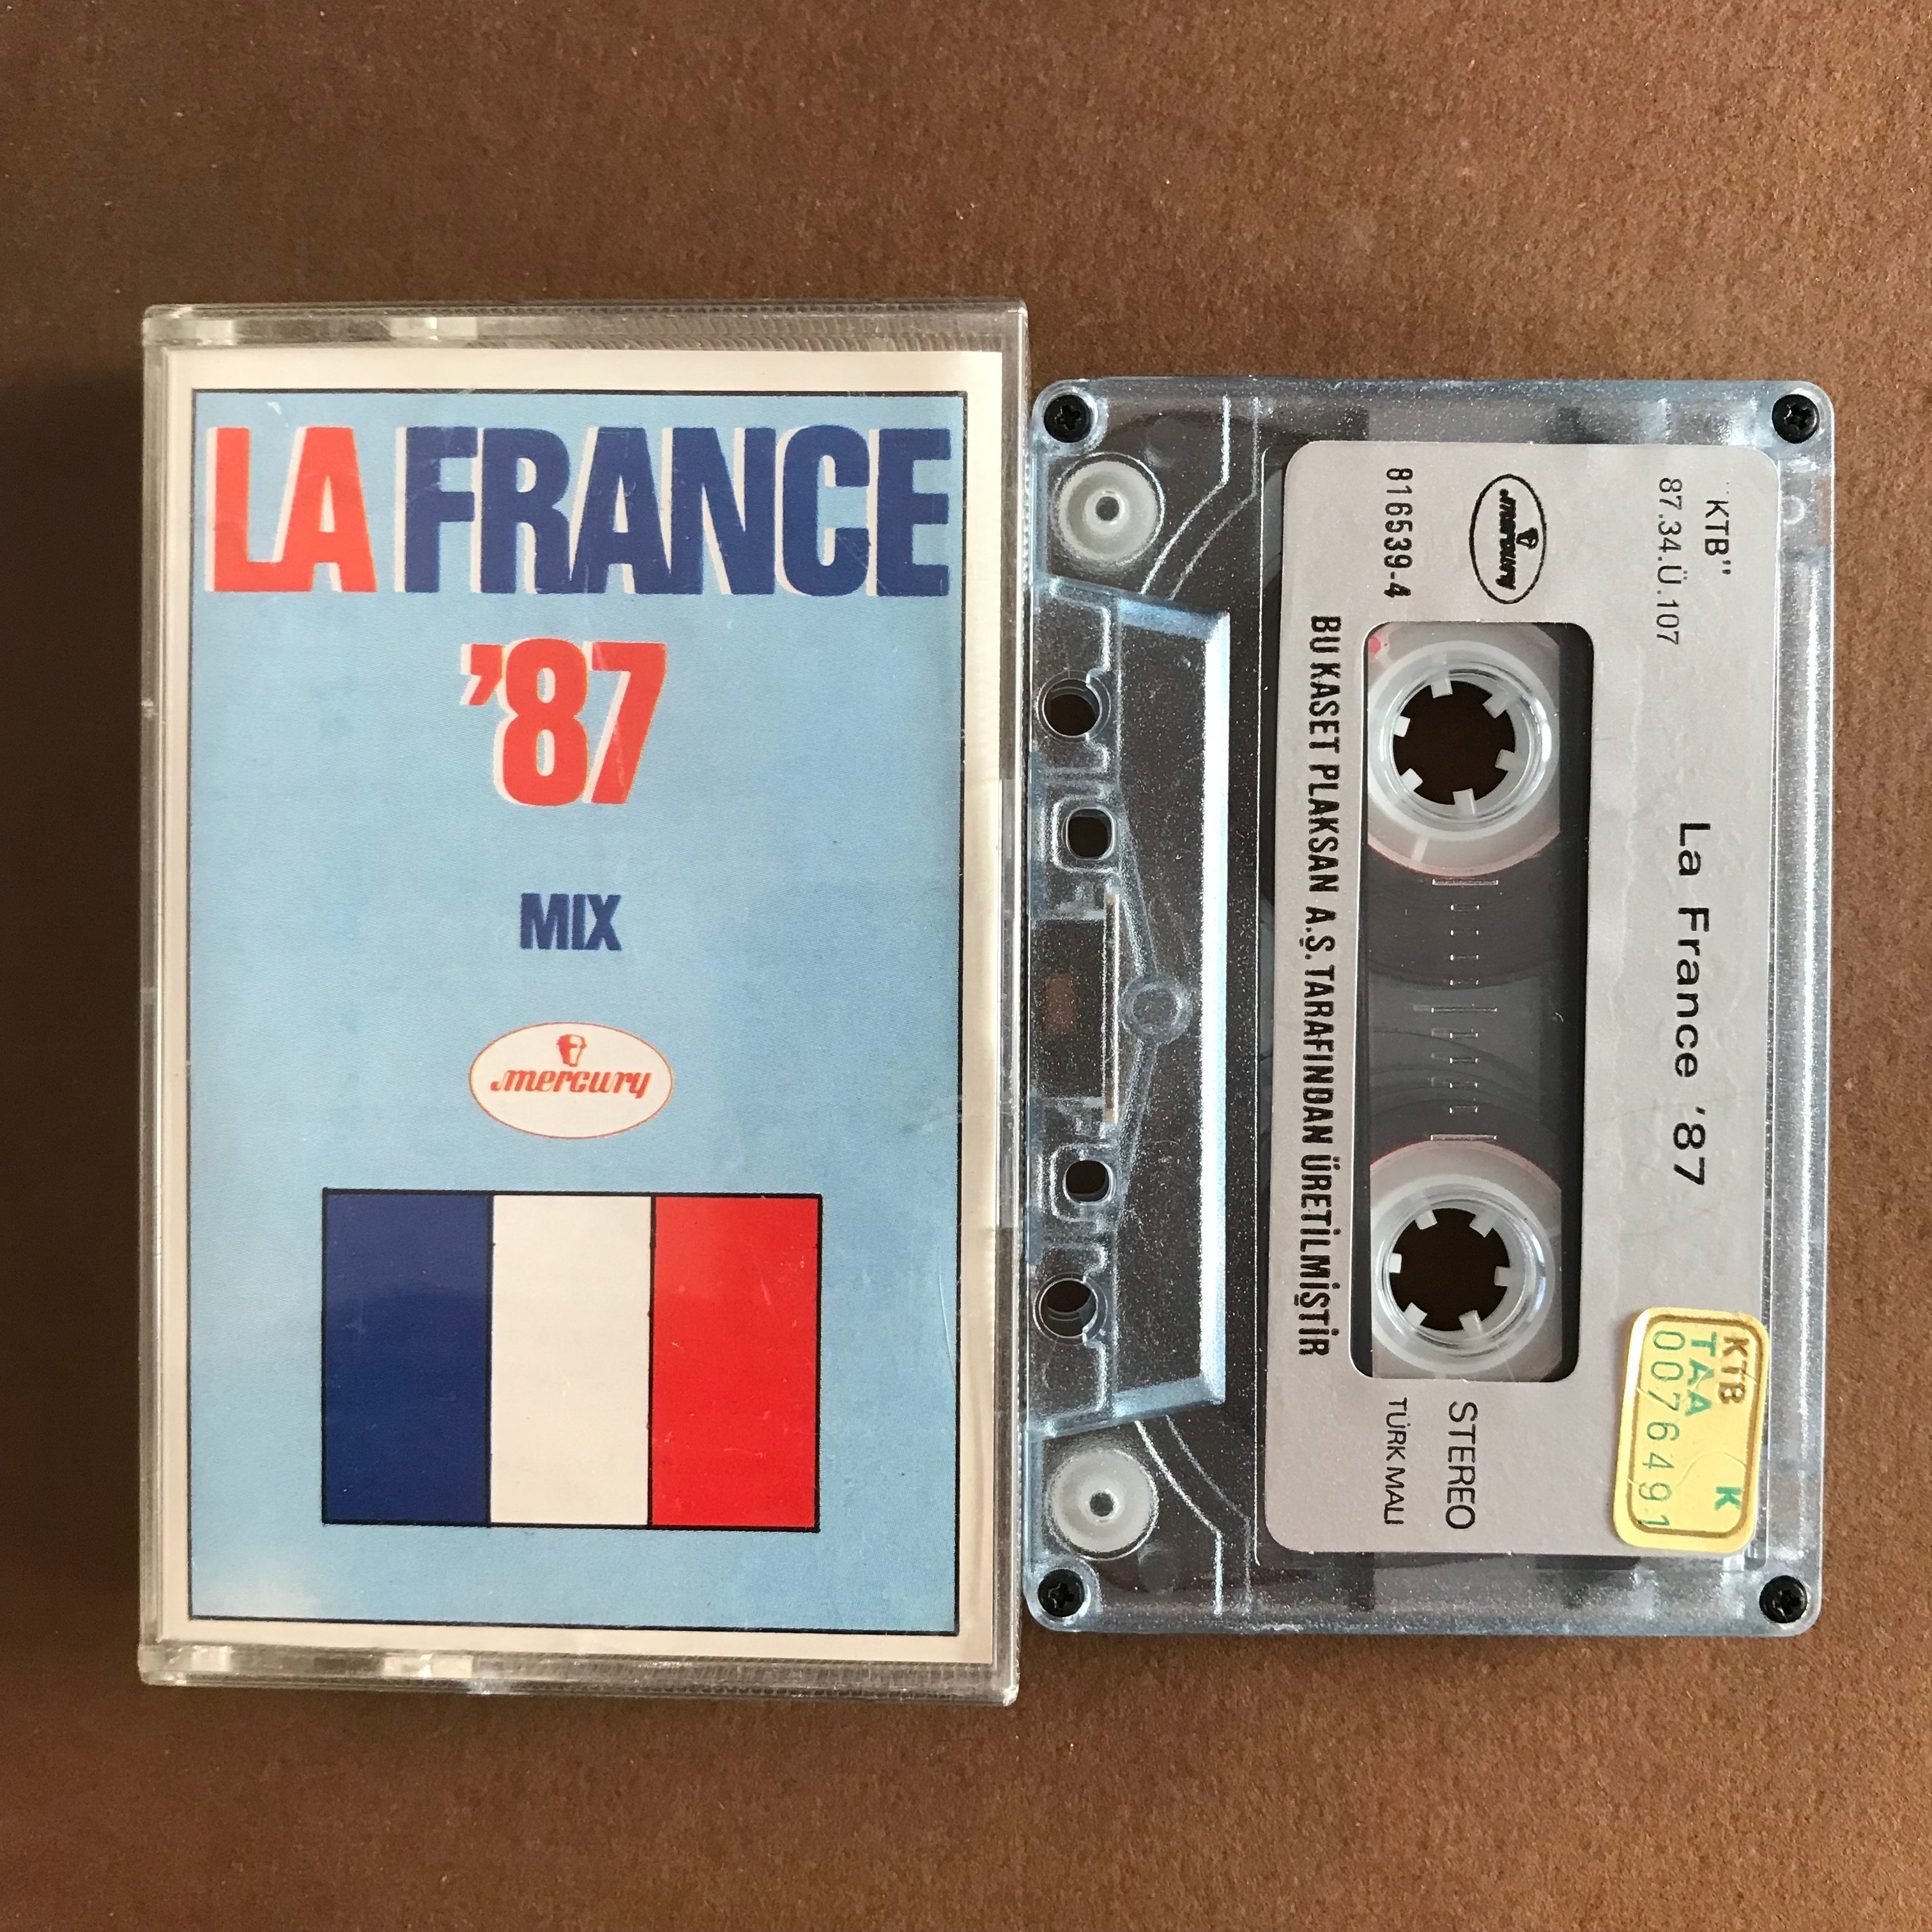 LA FRANCE
'87
MIX
mercury
"KTB"
87.34.Ü.107
La France '87
mercury
816539-4
BU KASET PLAKSAN A.Ş. TARAFINDAN ÜRETİLMİŞTİR
STEREO
TÜRK MALI
KTB K
TAA
0076491